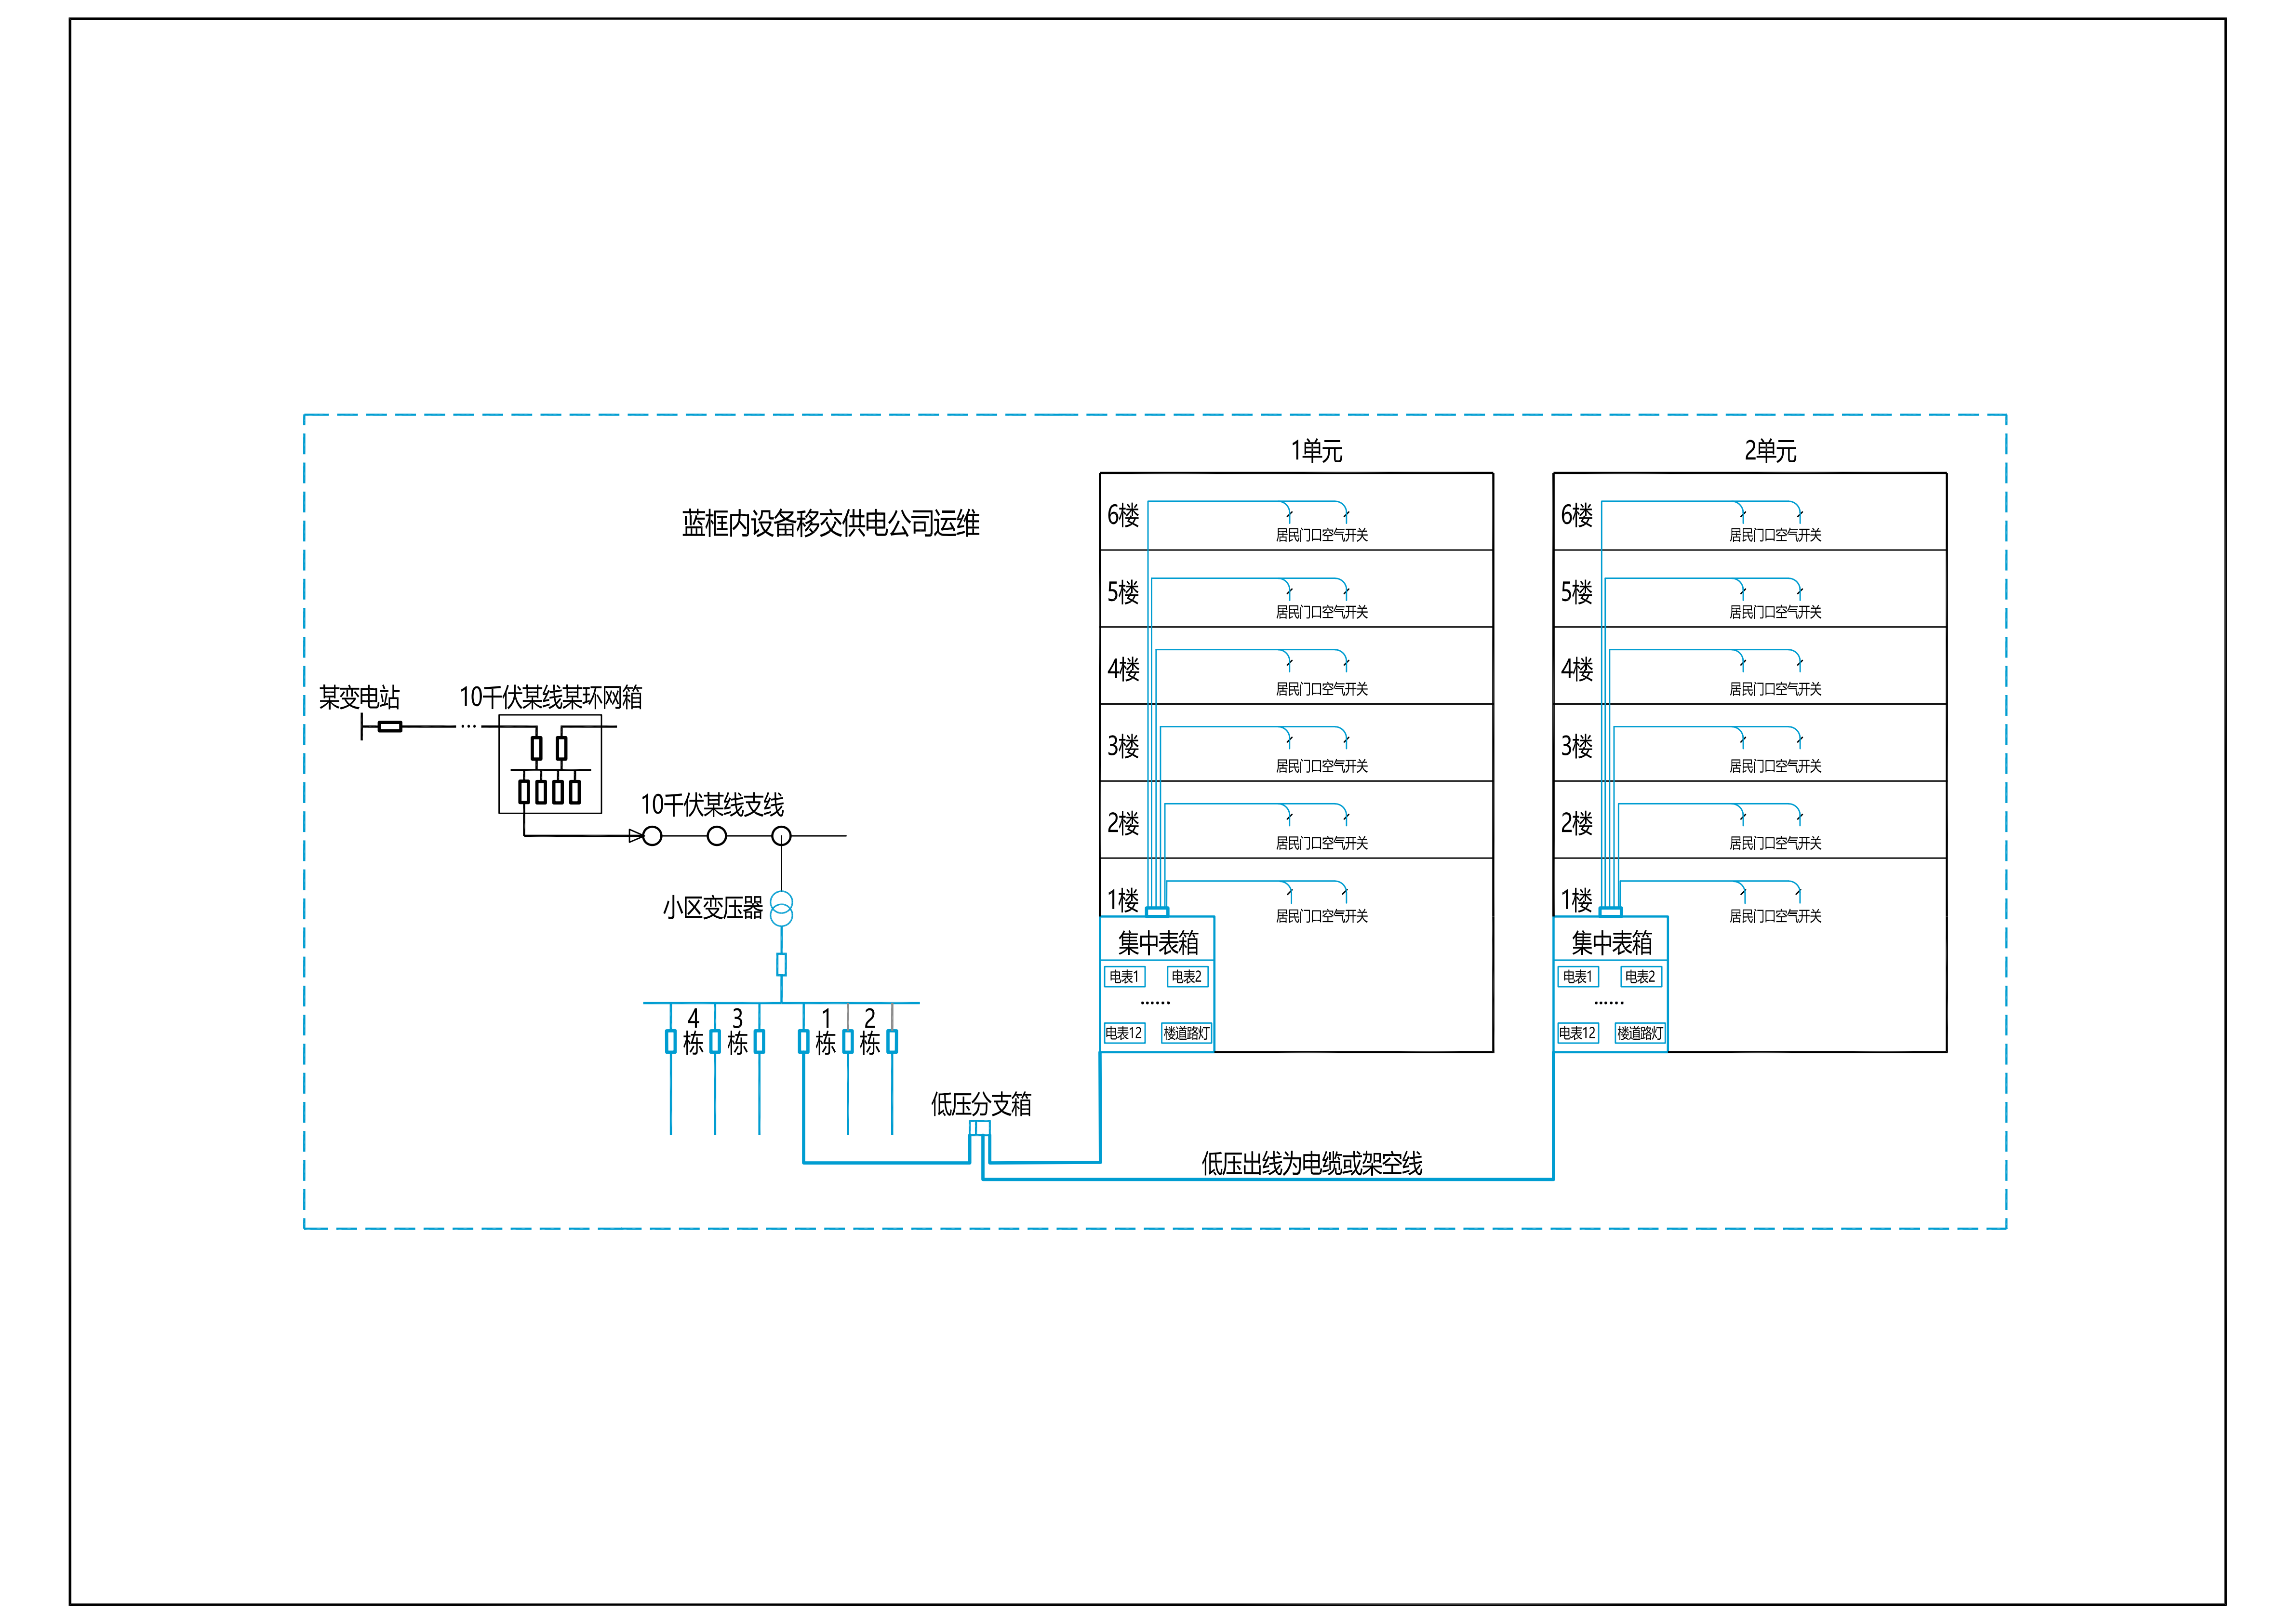 1单元
2单元
蓝框内设备移交供电公司运维
6楼
居民门口空气开关
5楼
居民门口空气开关
4楼
居民门口空气开关
3楼
居民门口空气开关
2楼
居民门口空气开关
1楼
居民门口空气开关
集中表箱
电表1
电表2
……
电表12
楼道路灯
6楼
居民门口空气开关
5楼
居民门口空气开关
4楼
居民门口空气开关
3楼
居民门口空气开关
2楼
居民门口空气开关
1楼
居民门口空气开关
集中表箱
电表1
电表2
……
电表12
楼道路灯
某变电站
…
10千伏某线某环网箱
10千伏某线支线
小区变压器
4栋
3栋
1栋
2栋
低压分支箱
低压出线为电缆或架空线